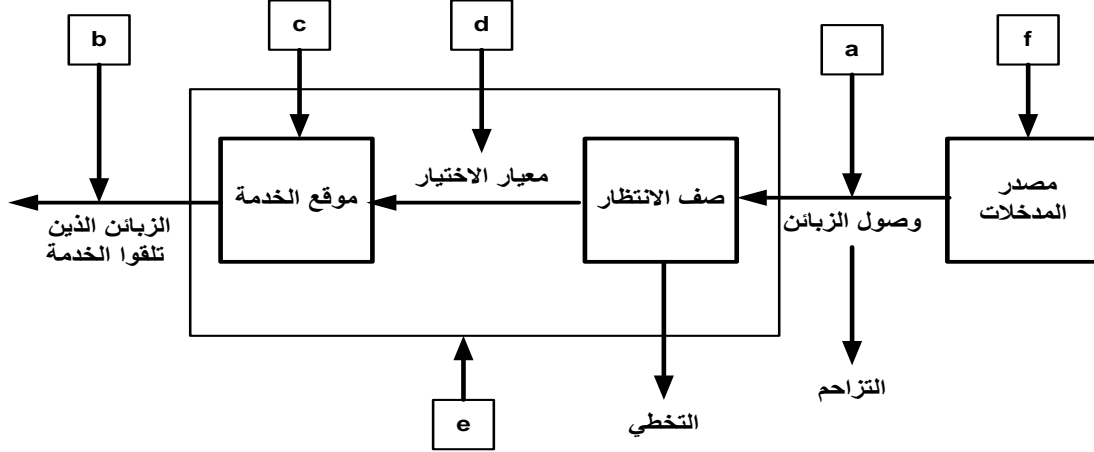 f
a
d
c
b
مصدر
المدخلات
وصول الزبائن
صف الانتظار
معيار الاختيار
موقع الخدمة
الزبائن الذين
تلقوا الخدمة
التزاحم
التخطي
e